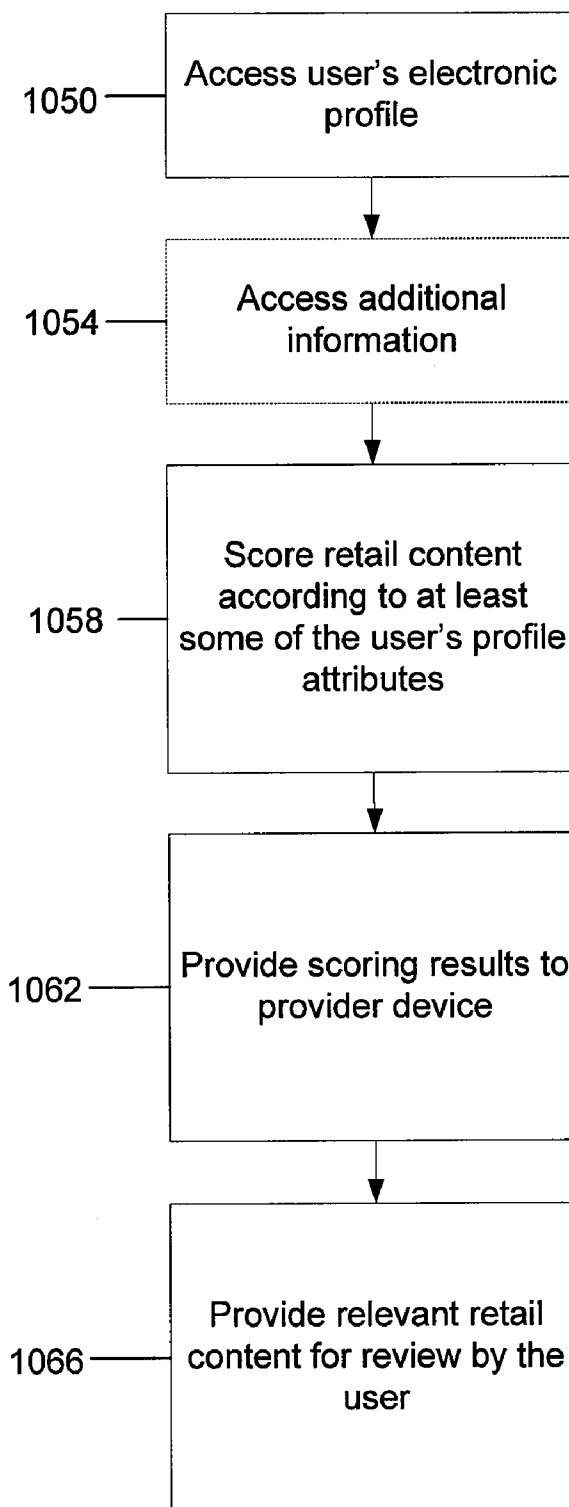 1050
Access user's electronic
profile
1054
Access additional
information
1058
Score retail content
according to at least
some of the user's profile
attributes
1062
Provide scoring results to
provider device
1066
Provide relevant retail
content for review by the
user